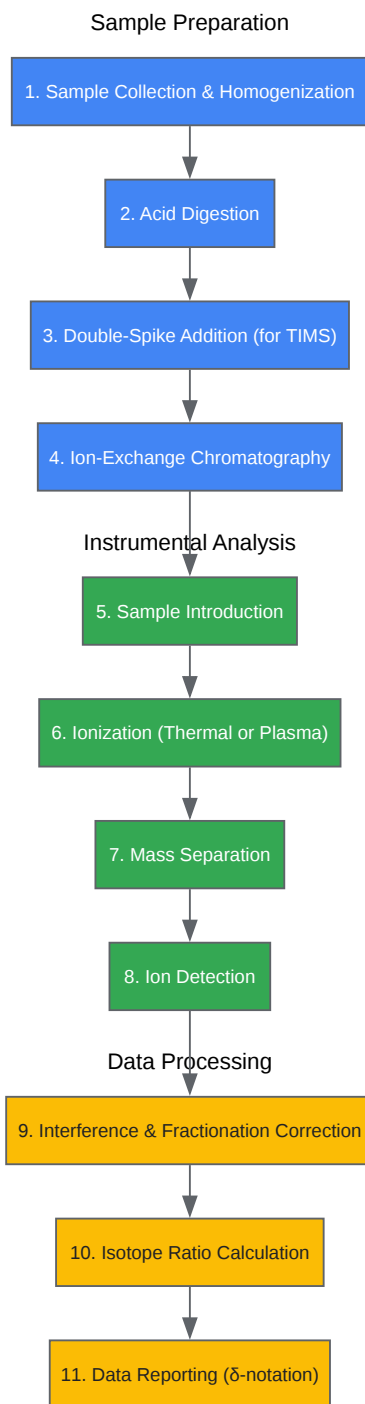 Sample Preparation
1. Sample Collection & Homogenization
2. Acid Digestion
3. Double-Spike Addition (for TIMS)
4. Ion-Exchange Chromatography
Instrumental Analysis
5. Sample Introduction
6. Ionization (Thermal or Plasma)
7. Mass Separation
8. Ion Detection
Data Processing
9. Interference & Fractionation Correction
10. Isotope Ratio Calculation
11. Data Reporting (δ-notation)